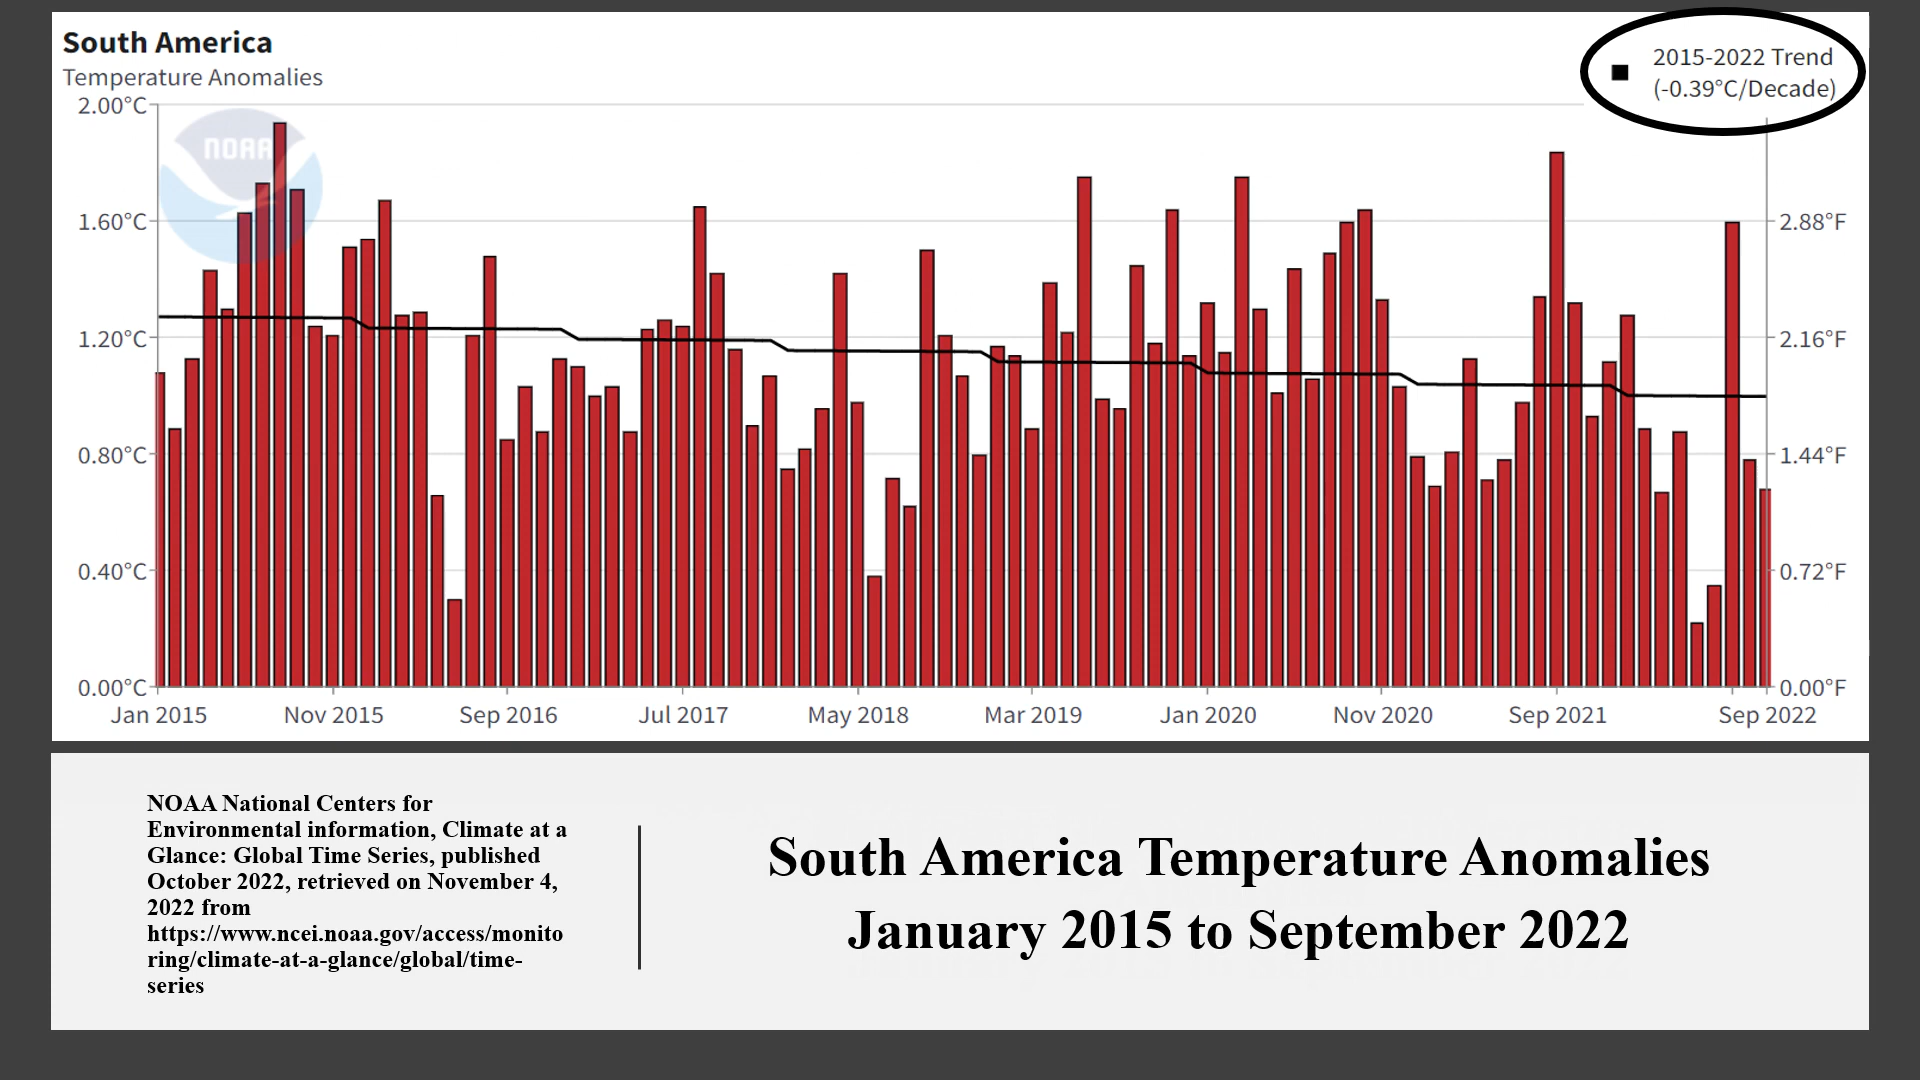 South America
Temperature Anomalies
2015-2022 Trend
(-0.39°C/Decade)
2.00°C
1.60°C
1.20°C
0.80°C
0.40°C
0.00°C
NOAA
2.88°F
2.16°F
1.44°F
0.72°F
0.00°F
Jan 2015 Nov 2015 Sep 2016 Jul 2017 May 2018 Mar 2019 Jan 2020 Nov 2020 Sep 2021 Sep 2022
NOAA National Centers for
Environmental information, Climate at a
Glance: Global Time Series, published
October 2022, retrieved on November 4,
2022 from
https://www.ncei.noaa.gov/access/monito
ring/climate-at-a-glance/global/time-
series
South America Temperature Anomalies
January 2015 to September 2022